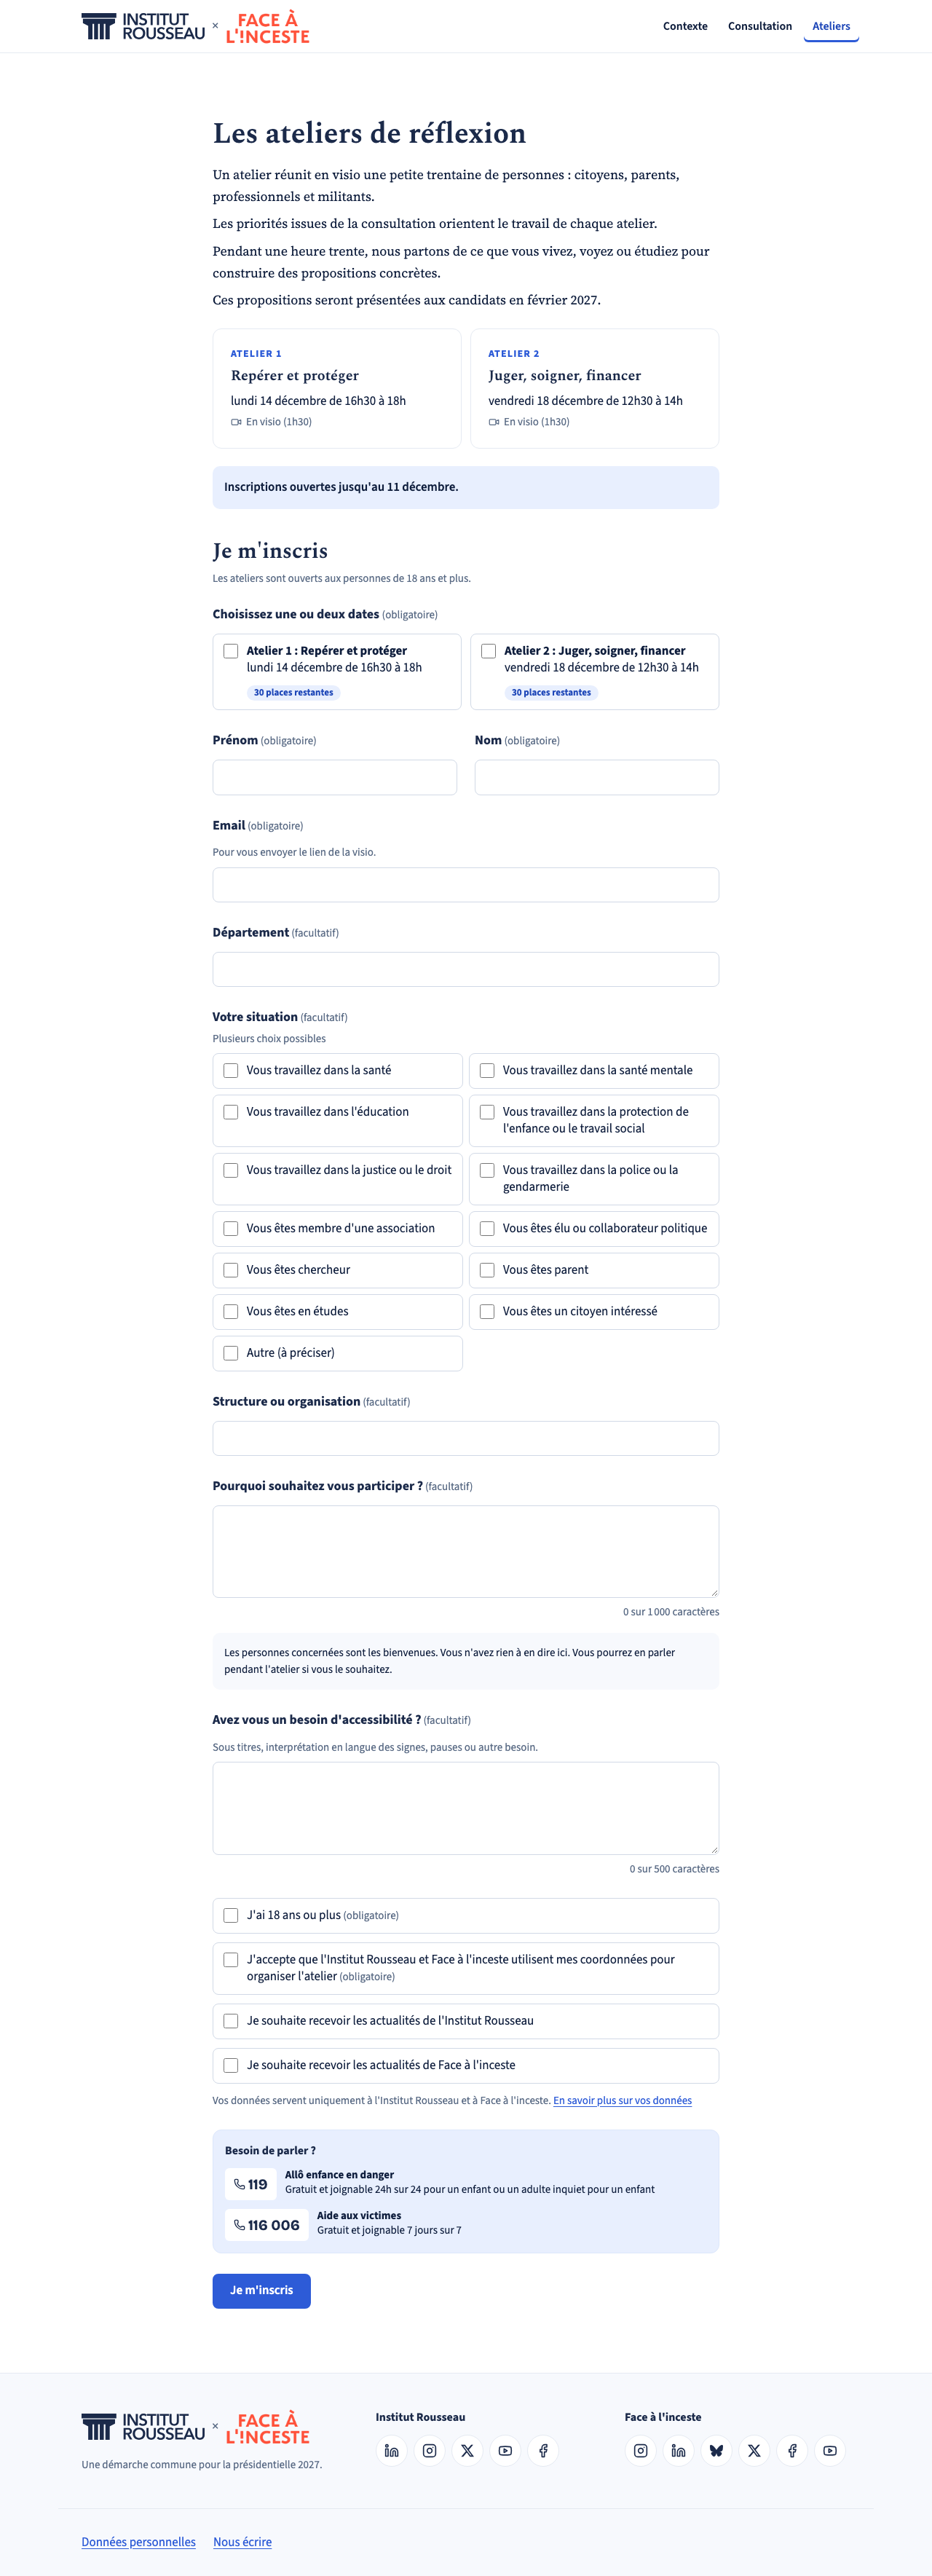 INSTITUT
ROUSSEAU
×
FACE À
L'!NCESTE
Contexte
Consultation
Ateliers
Les ateliers de réflexion
Un atelier réunit en visio une petite trentaine de personnes : citoyens, parents,
professionnels et militants.
Les priorités issues de la consultation orientent le travail de chaque atelier.
Pendant une heure trente, nous partons de ce que vous vivez, voyez ou étudiez pour
construire des propositions concrètes.
Ces propositions seront présentées aux candidats en février 2027.
ATELIER 1
Repérer et protéger
lundi 14 décembre de 16h30 à 18h
En visio (1h30)
ATELIER 2
Juger, soigner, financer
vendredi 18 décembre de 12h30 à 14h
En visio (1h30)
Inscriptions ouvertes jusqu'au 11 décembre.
Je m'inscris
Les ateliers sont ouverts aux personnes de 18 ans et plus.
Choisissez une ou deux dates (obligatoire)
Atelier 1 : Repérer et protéger
lundi 14 décembre de 16h30 à 18h
30 places restantes
Atelier 2 : Juger, soigner, financer
vendredi 18 décembre de 12h30 à 14h
30 places restantes
Prénom (obligatoire)
Nom (obligatoire)
Email (obligatoire)
Pour vous envoyer le lien de la visio.
Département (facultatif)
Votre situation (facultatif)
Plusieurs choix possibles
Vous travaillez dans la santé
Vous travaillez dans la santé mentale
Vous travaillez dans l'éducation
Vous travaillez dans la protection de
l'enfance ou le travail social
Vous travaillez dans la justice ou le droit
Vous travaillez dans la police ou la
gendarmerie
Vous êtes membre d'une association
Vous êtes élu ou collaborateur politique
Vous êtes chercheur
Vous êtes parent
Vous êtes en études
Vous êtes un citoyen intéressé
Autre (à préciser)
Structure ou organisation (facultatif)
Pourquoi souhaitez vous participer ? (facultatif)
0 sur 1 000 caractères
Les personnes concernées sont les bienvenues. Vous n'avez rien à en dire ici. Vous pourrez en parler
pendant l'atelier si vous le souhaitez.
Avez vous un besoin d'accessibilité ? (facultatif)
Sous titres, interprétation en langue des signes, pauses ou autre besoin.
0 sur 500 caractères
J'ai 18 ans ou plus (obligatoire)
J'accepte que l'Institut Rousseau et Face à l'inceste utilisent mes coordonnées pour
organiser l'atelier (obligatoire)
Je souhaite recevoir les actualités de l'Institut Rousseau
Je souhaite recevoir les actualités de Face à l'inceste
Vos données servent uniquement à l'Institut Rousseau et à Face à l'inceste. En savoir plus sur vos données
Besoin de parler ?
119
Allô enfance en danger
Gratuit et joignable 24h sur 24 pour un enfant ou un adulte inquiet pour un enfant
116 006
Aide aux victimes
Gratuit et joignable 7 jours sur 7
Je m'inscris
INSTITUT
ROUSSEAU
×
FACE À
L'!NCESTE
Une démarche commune pour la présidentielle 2027.
Institut Rousseau
Face à l'inceste
Données personnelles
Nous écrire